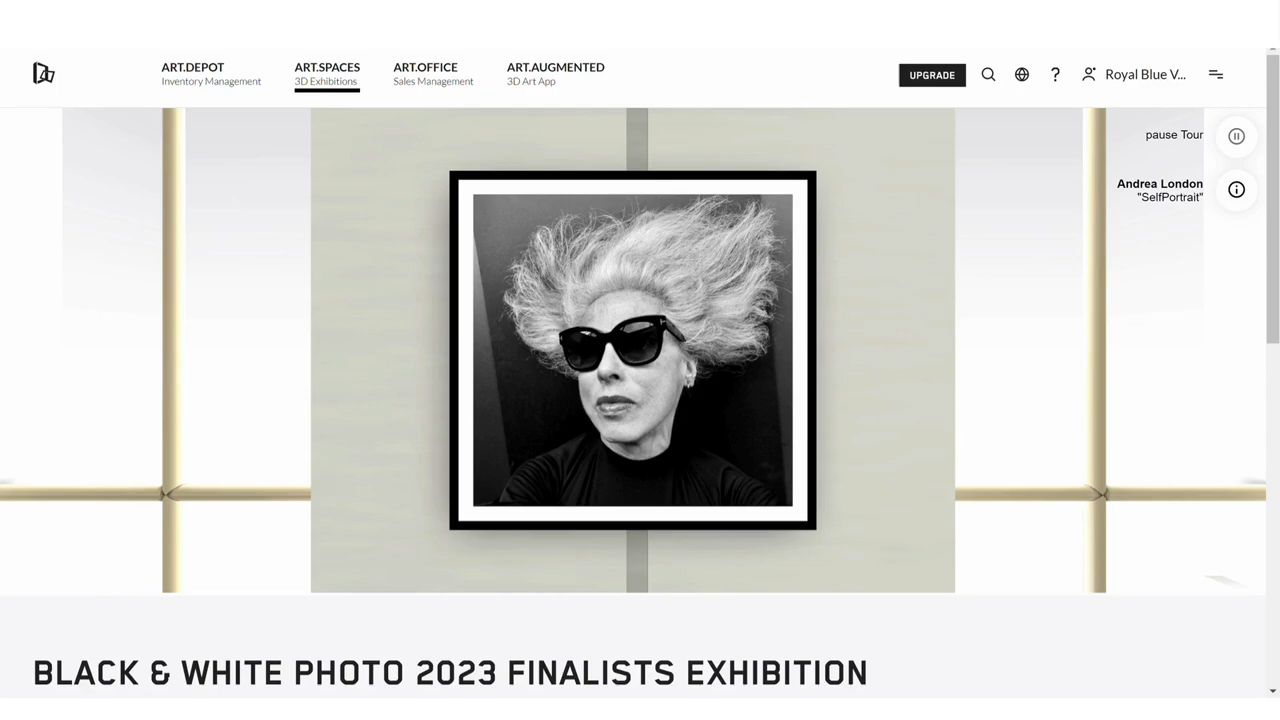 ART.DEPOT
Inventory Management
ART.SPACES
3D Exhibitions
ART.OFFICE
Sales Management
ART.AUGMENTED
3D Art App
UPGRADE
?
Royal Blue V...
pause Tour
Andrea London
"SelfPortrait"
BLACK & WHITE PHOTO 2023 FINALISTS EXHIBITION